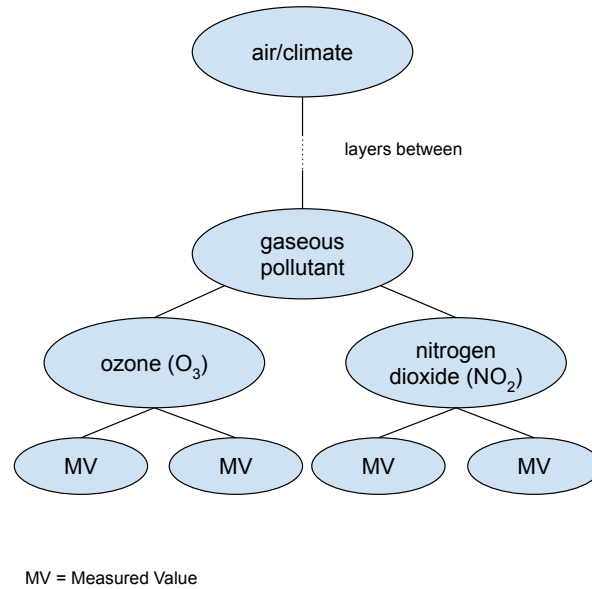 air/climate
layers between
gaseous
pollutant
ozone (O₃)
nitrogen
dioxide (NO₂)
MV
MV
MV
MV
MV = Measured Value